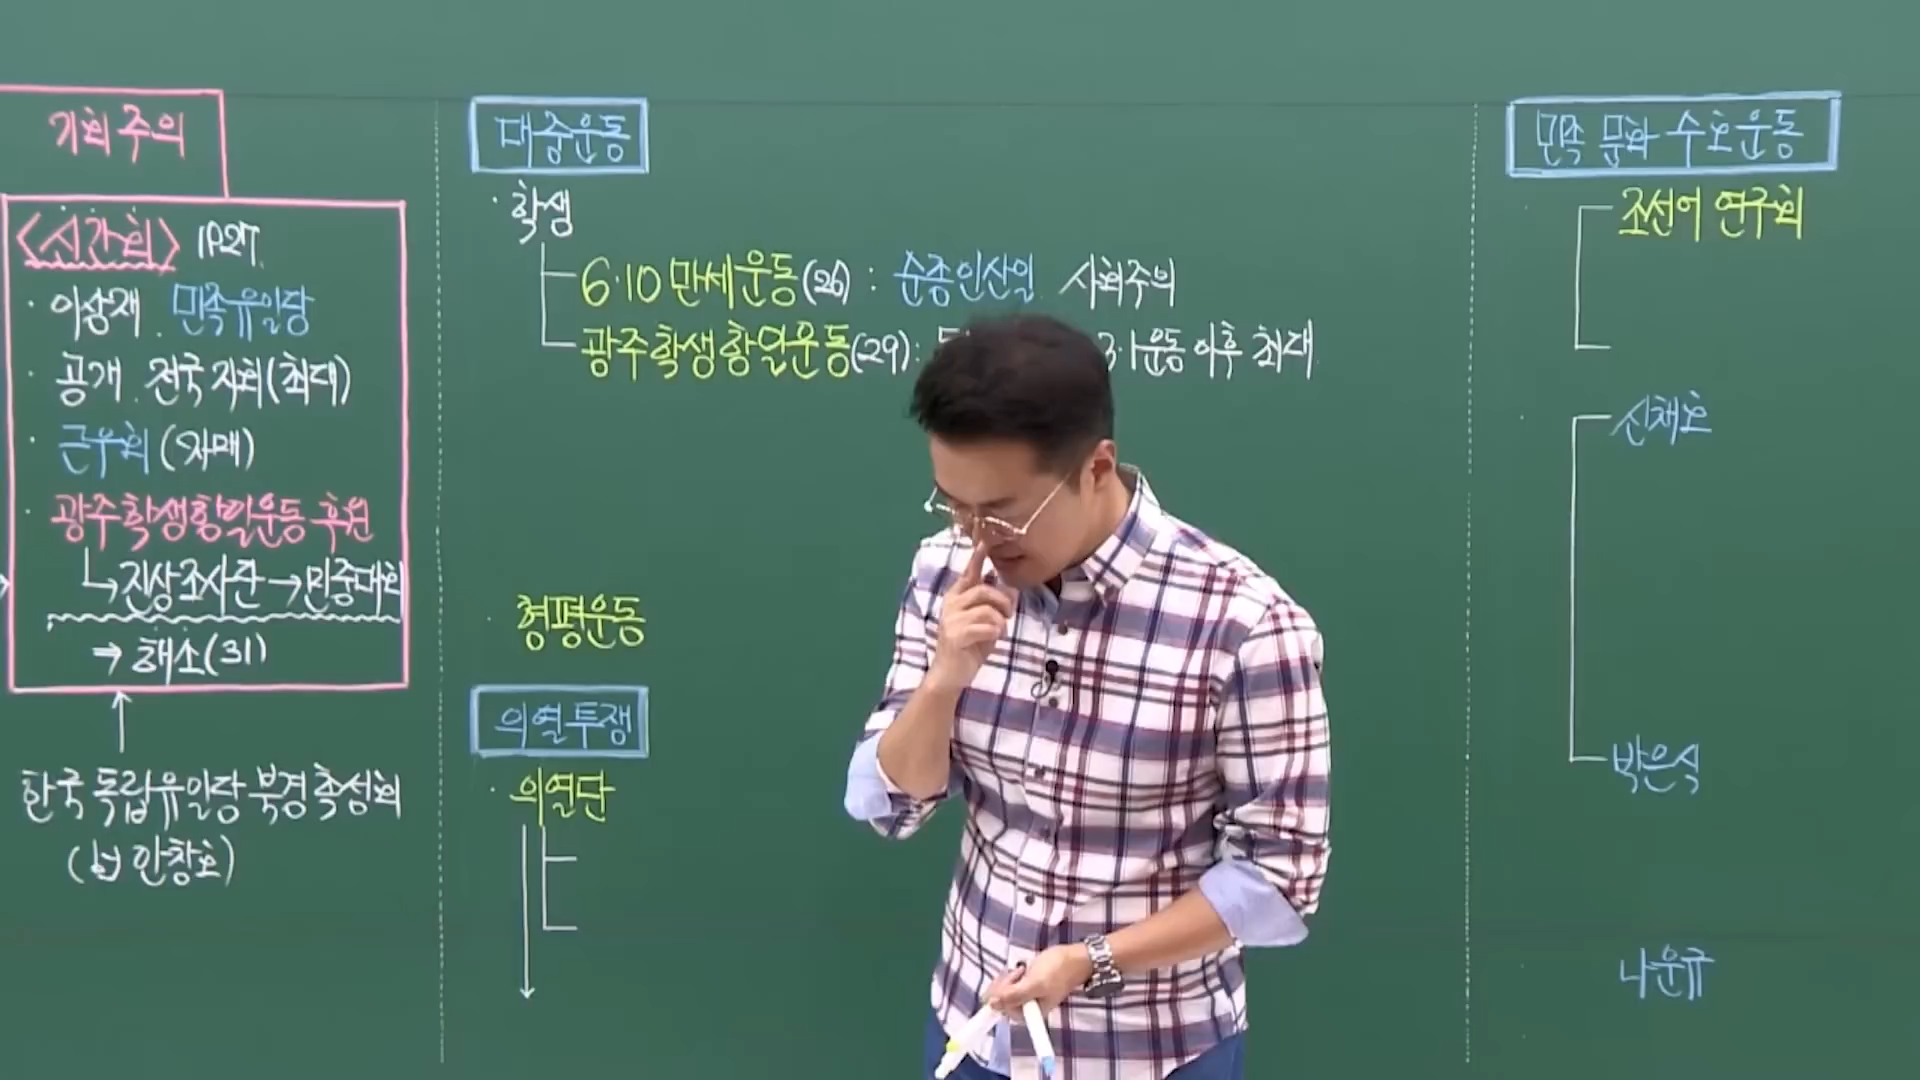 기회주의
<신간회> 1927.
· 이상재. 민족유일당
· 공개. 전국지회(최대)
· 근우회 (자매)
· 광주학생항일운동 후원
↳ 진상조사단 → 민중대회
⇒ 해소(31)
한국독립유일당 북경촉성회
(by 안창호)
대중운동
· 학생
6·10 만세운동(26) : 순종인산일. 사회주의
광주학생항일운동(29): 3·1운동 이후 최대
· 형평운동
의열투쟁
· 의열단
민족 문화 수호운동
조선어 연구회
신채호
박은식
나운규